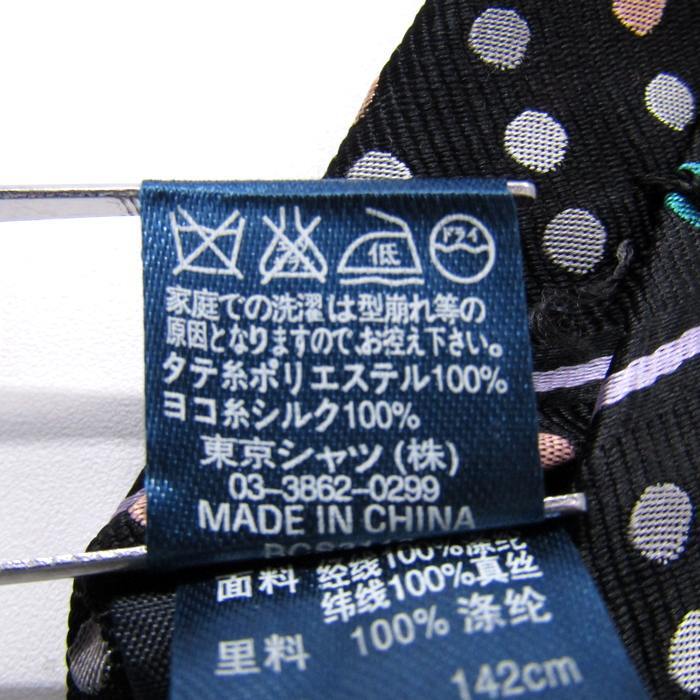 低 ドライ
家庭での洗濯は型崩れ等の
原因となりますので、お控え下さい。
タテ糸ポリエステル100%
ヨコ糸シルク100%
東京シャツ(株)
03-3862-0299
MADE IN CHINA
面料 经线100%涤纶
纬线100%真丝
里料 100%涤纶
142cm